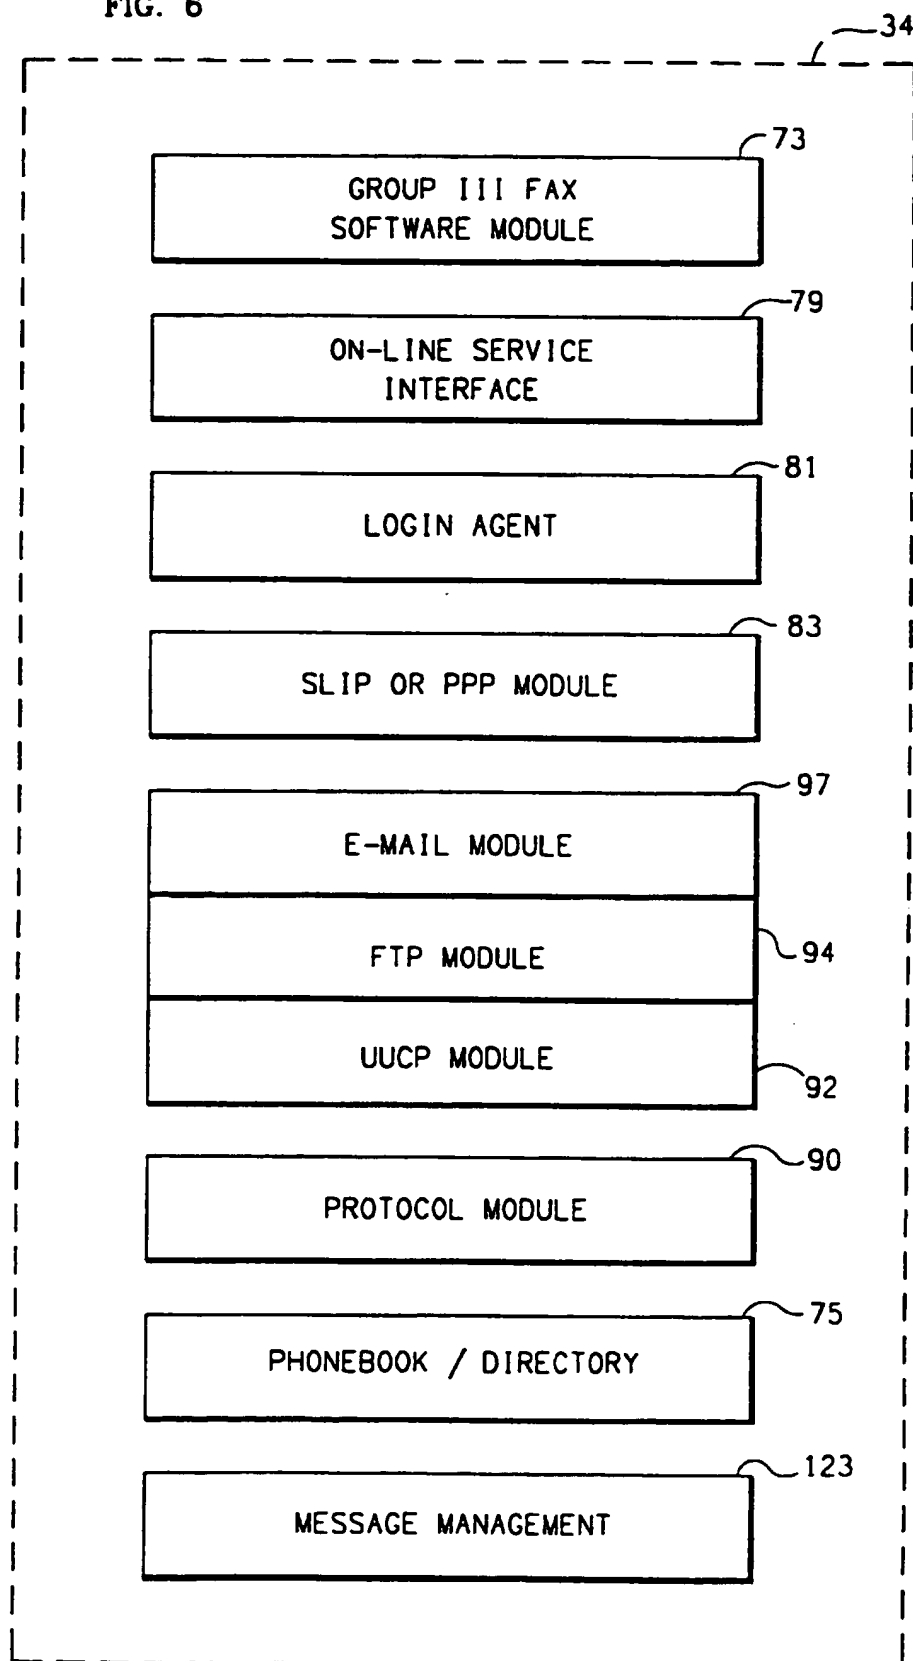 FIG. 6
34
73
GROUP III FAX
SOFTWARE MODULE
79
ON-LINE SERVICE
INTERFACE
81
LOGIN AGENT
83
SLIP OR PPP MODULE
97
E-MAIL MODULE
FTP MODULE
94
UUCP MODULE
92
90
PROTOCOL MODULE
75
PHONEBOOK / DIRECTORY
123
MESSAGE MANAGEMENT